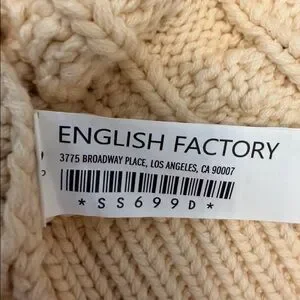 ENGLISH FACTORY
3775 BROADWAY PLACE, LOS ANGELES, CA 90007
*SS699D*